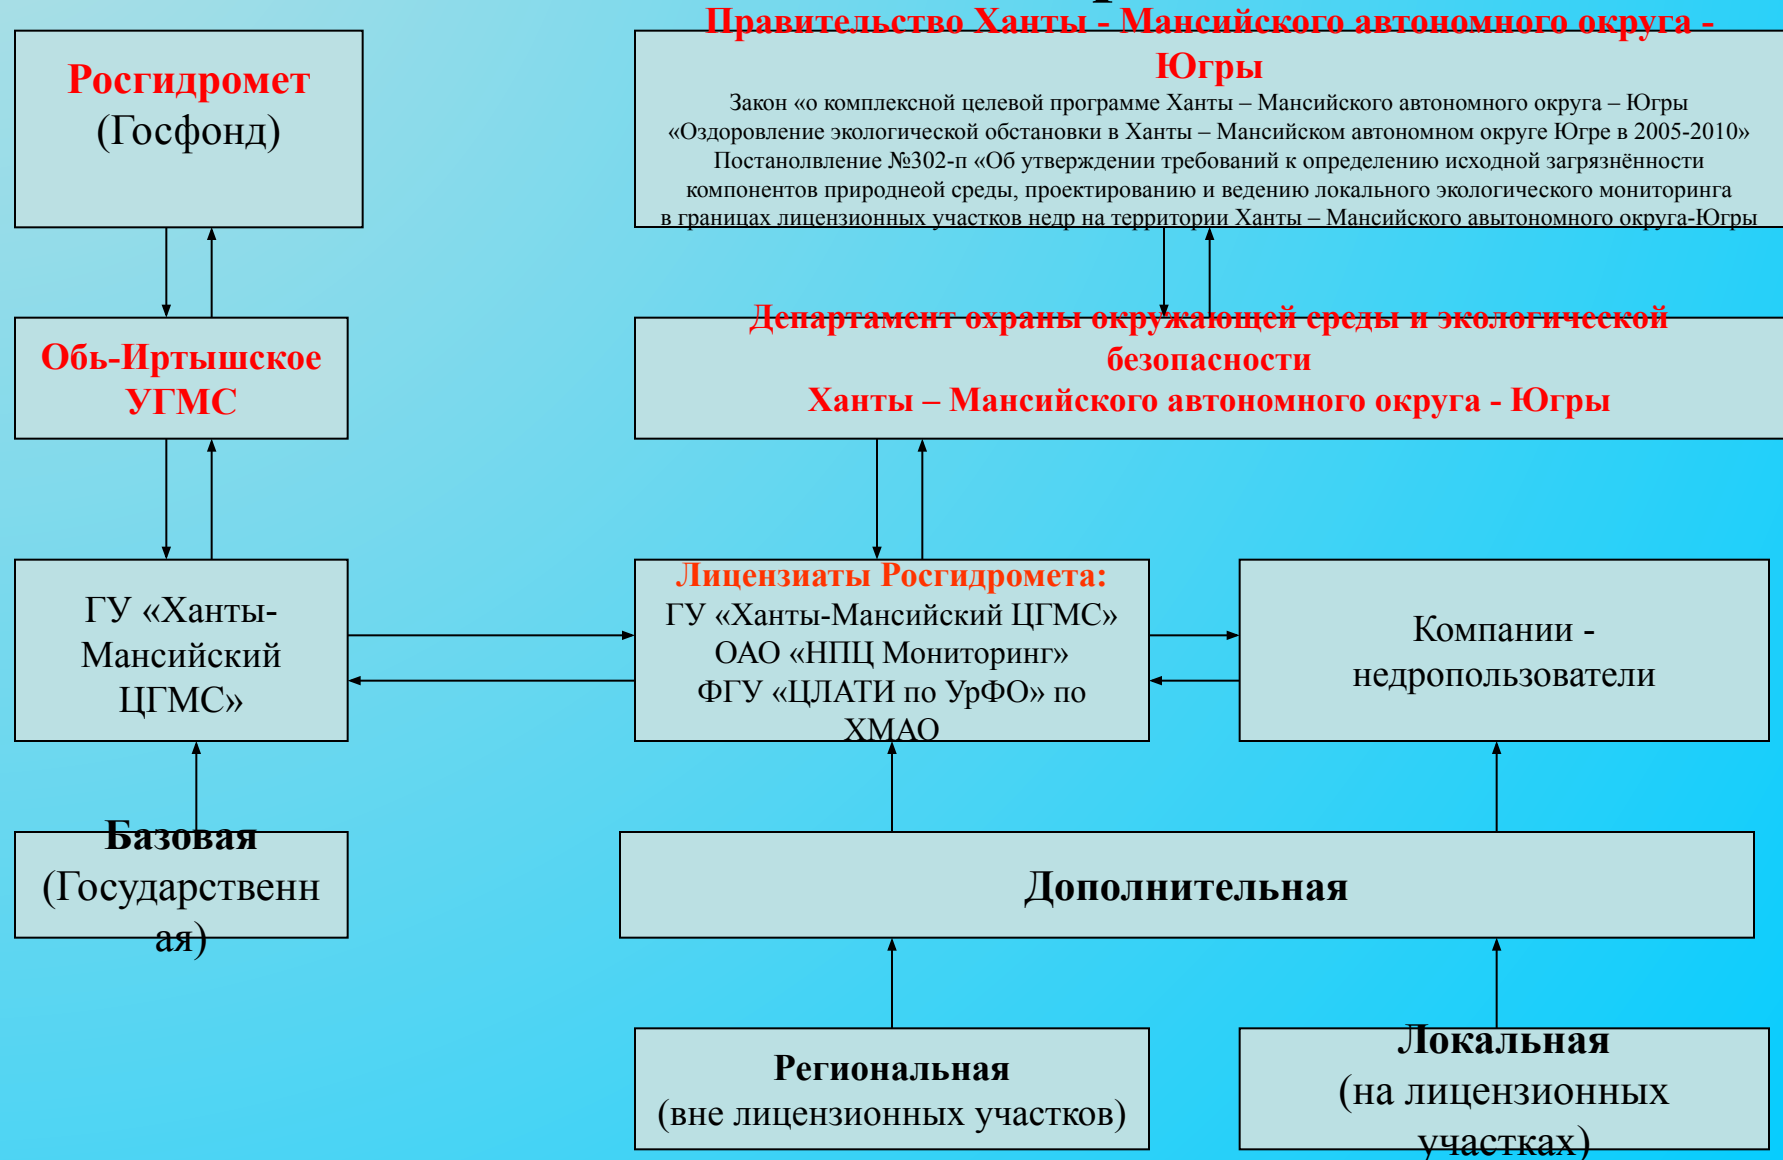 Правительство Ханты - Мансийского автономного округа -
Югры
Закон «о комплексной целевой программе Ханты – Мансийского автономного округа – Югры
«Оздоровление экологической обстановки в Ханты – Мансийском автономном округе Югре в 2005-2010»
Постанолвление №302-п «Об утверждении требований к определению исходной загрязнённости
компонентов природнеой среды, проектированию и ведению локального экологического мониторинга
в границах лицензионных участков недр на территории Ханты – Мансийского авытономного округа-Югры
Росгидромет
(Госфонд)
Обь-Иртышское
УГМС
Департамент охраны окружающей среды и экологической
безопасности
Ханты – Мансийского автономного округа - Югры
ГУ «Ханты-
Мансийский
ЦГМС»
Лицензиаты Росгидромета:
ГУ «Ханты-Мансийский ЦГМС»
ОАО «НПЦ Мониторинг»
ФГУ «ЦЛАТИ по УрФО» по
ХМАО
Компании -
недропользователи
Базовая
(Государственн
ая)
Дополнительная
Региональная
(вне лицензионных участков)
Локальная
(на лицензионных
участках)